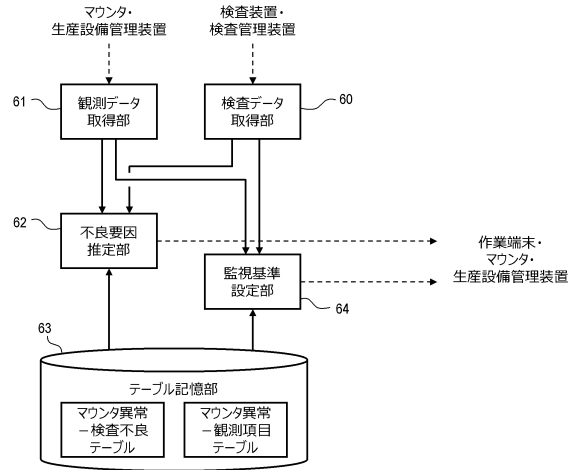 マウンタ・
生産設備管理装置
検査装置・
検査管理装置
61
観測データ
取得部
検査データ
取得部
60
62
不良要因
推定部
監視基準
設定部
64
作業端末・
マウンタ・
生産設備管理装置
63
テーブル記憶部
マウンタ異常
－検査不良
テーブル
マウンタ異常
－観測項目
テーブル